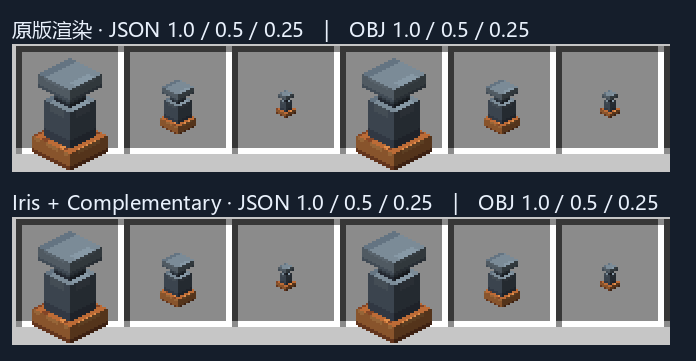 原版渲染 · JSON 1.0 / 0.5 / 0.25 | OBJ 1.0 / 0.5 / 0.25
Iris + Complementary · JSON 1.0 / 0.5 / 0.25 | OBJ 1.0 / 0.5 / 0.25